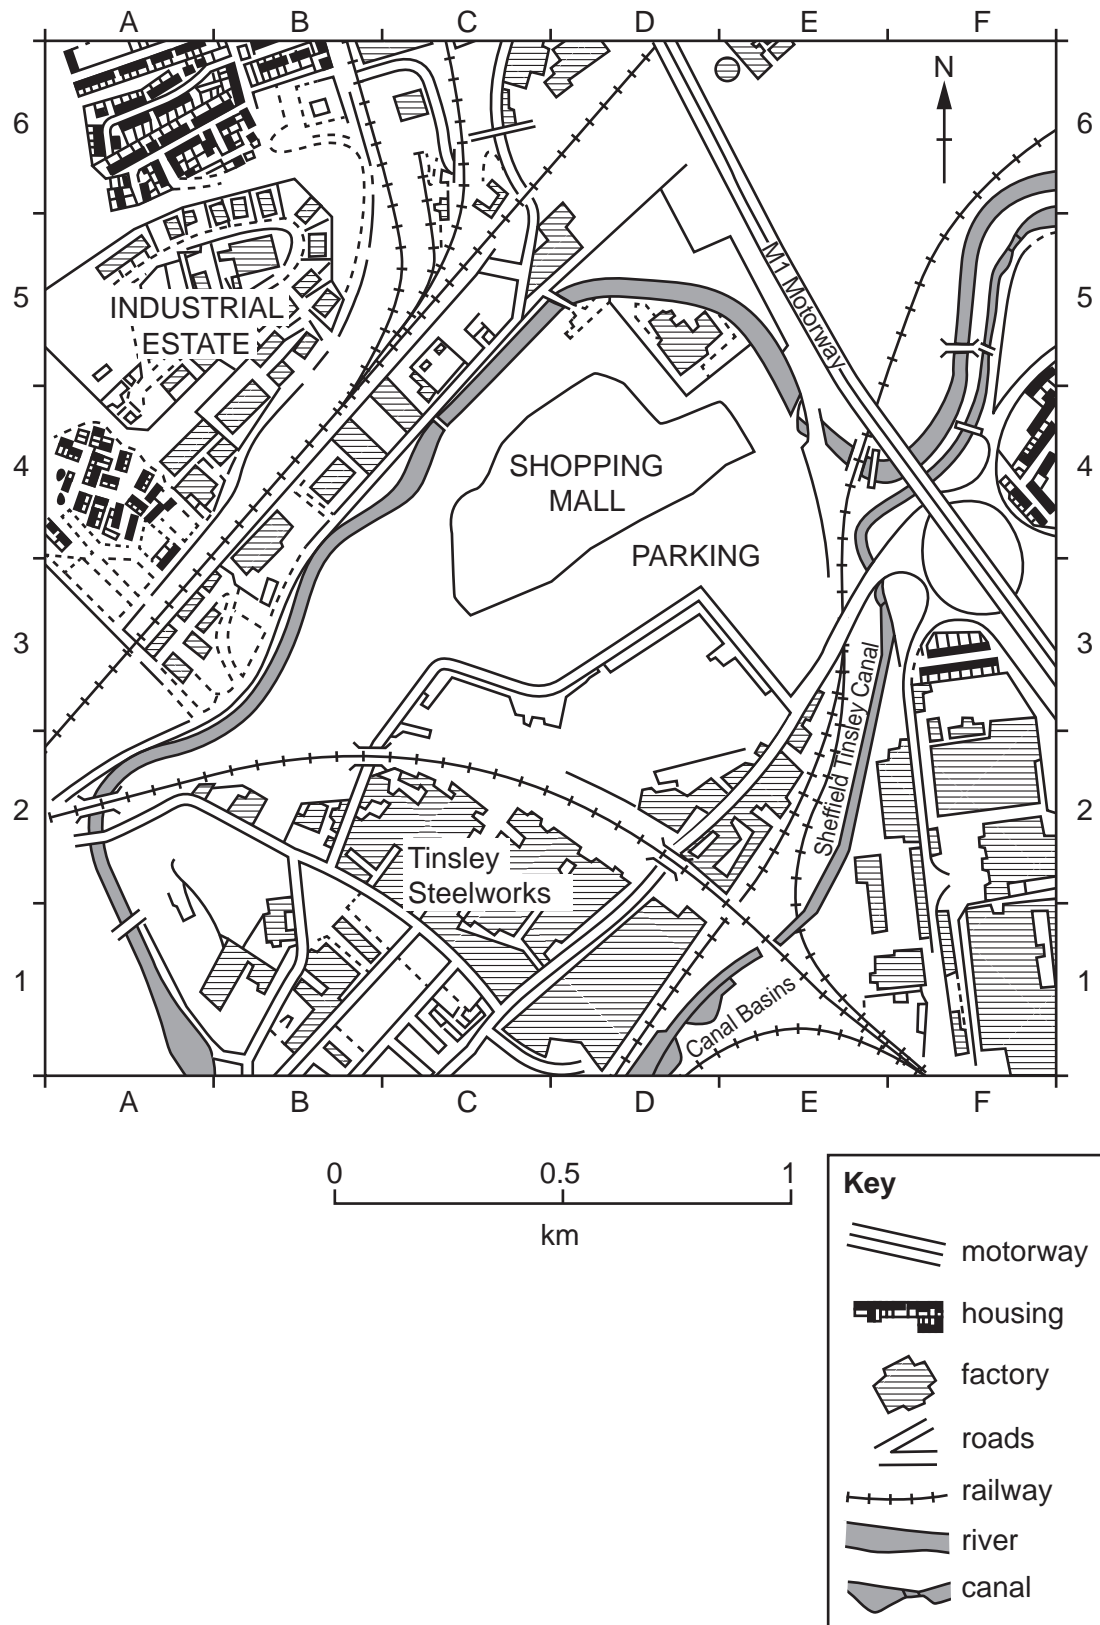 A B C D E F
6
5
4
3
2
1
6
5
4
3
2
1
N
M1 Motorway
INDUSTRIAL
ESTATE
SHOPPING
MALL
PARKING
Sheffield Tinsley Canal
Tinsley
Steelworks
Canal Basins
A B C D E F
0 0.5 1
km
Key
motorway
housing
factory
roads
railway
river
canal